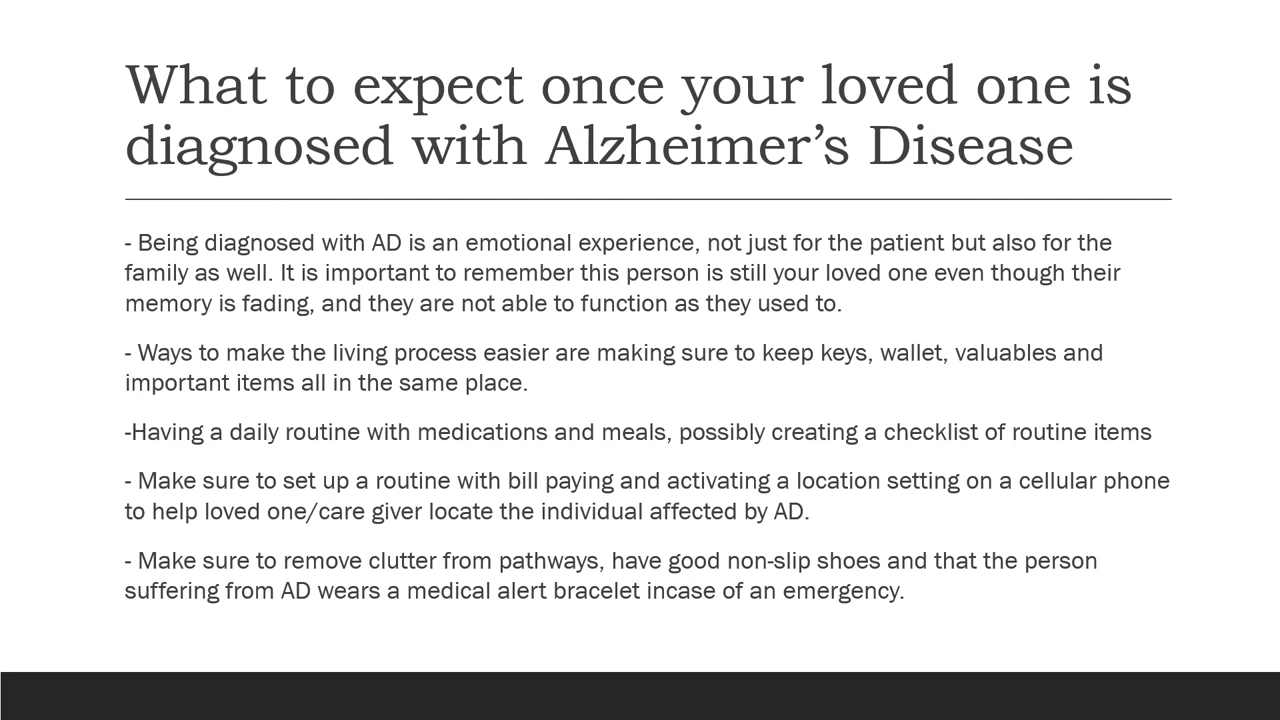 What to expect once your loved one is
diagnosed with Alzheimer’s Disease
- Being diagnosed with AD is an emotional experience, not just for the patient but also for the
family as well. It is important to remember this person is still your loved one even though their
memory is fading, and they are not able to function as they used to.
- Ways to make the living process easier are making sure to keep keys, wallet, valuables and
important items all in the same place.
-Having a daily routine with medications and meals, possibly creating a checklist of routine items
- Make sure to set up a routine with bill paying and activating a location setting on a cellular phone
to help loved one/care giver locate the individual affected by AD.
- Make sure to remove clutter from pathways, have good non-slip shoes and that the person
suffering from AD wears a medical alert bracelet incase of an emergency.